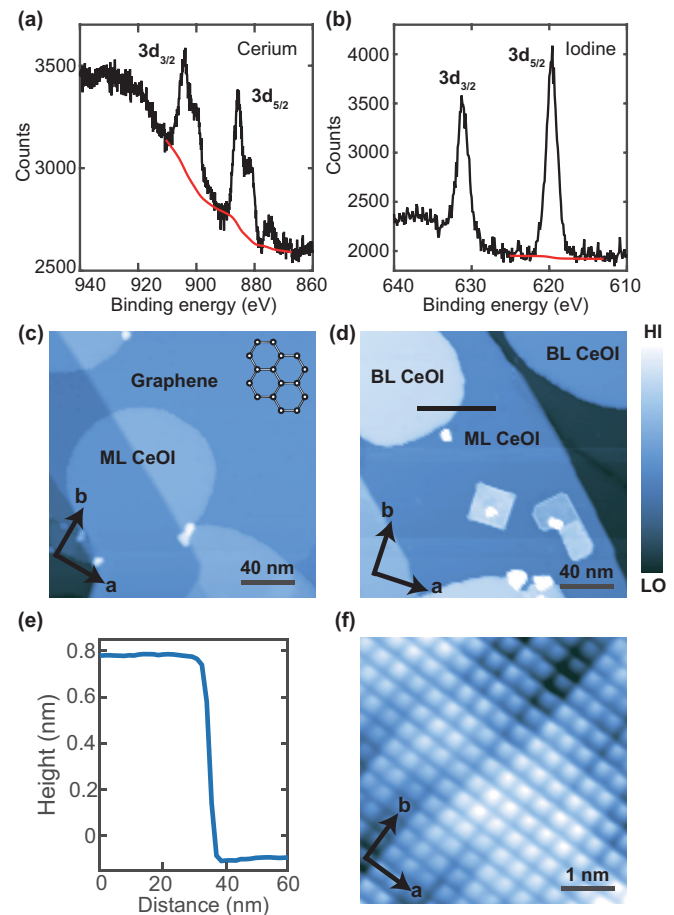 (a)
Cerium
3d3/2
3d5/2
3500
3000
2500
Counts
940 920 900 880 860
Binding energy (eV)
(b)
Iodine
3d3/2
3d5/2
4000
3500
3000
2500
2000
Counts
640 630 620 610
Binding energy (eV)
(c)
Graphene
ML CeOI
b
a
40 nm
(d)
BL CeOI
BL CeOI
ML CeOI
b
a
40 nm
HI
LO
(e)
0.8
0.6
0.4
0.2
0
Height (nm)
0 20 40 60
Distance (nm)
(f)
b
a
1 nm